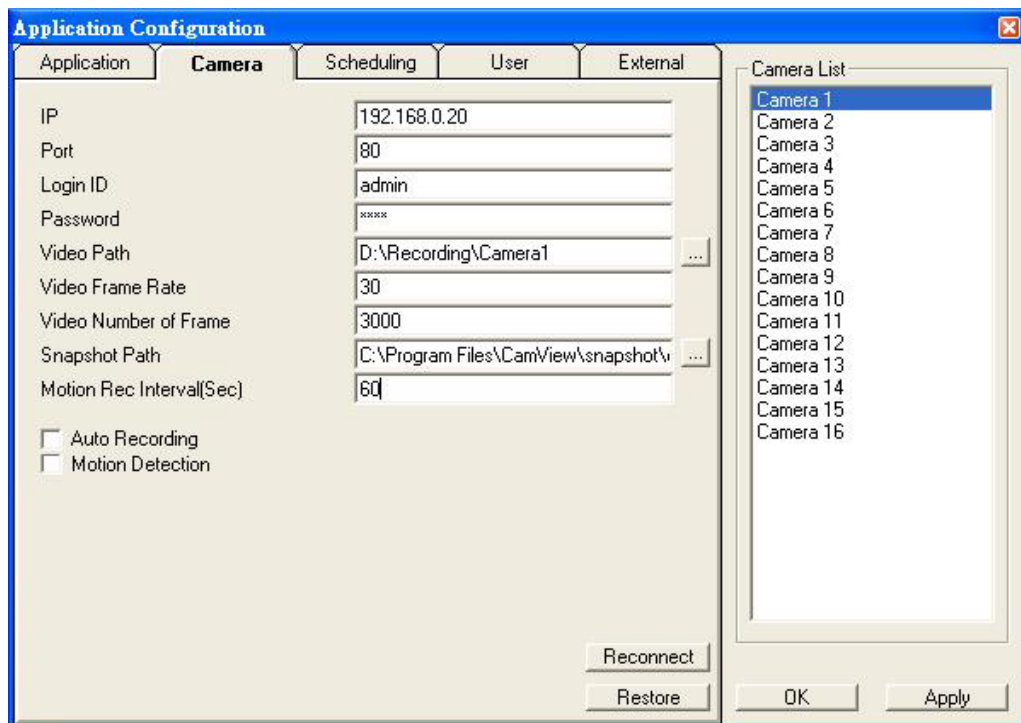 Application Configuration
Application Camera Scheduling User External
IP 192.168.0.20
Port 80
Login ID admin
Password ****
Video Path D:\Recording\Camera1 ...
Video Frame Rate 30
Video Number of Frame 3000
Snapshot Path C:\Program Files\CamView\snapshot\ ...
Motion Rec Interval(Sec) 60
Auto Recording
Motion Detection
Reconnect
Restore
Camera List
Camera 1
Camera 2
Camera 3
Camera 4
Camera 5
Camera 6
Camera 7
Camera 8
Camera 9
Camera 10
Camera 11
Camera 12
Camera 13
Camera 14
Camera 15
Camera 16
OK Apply